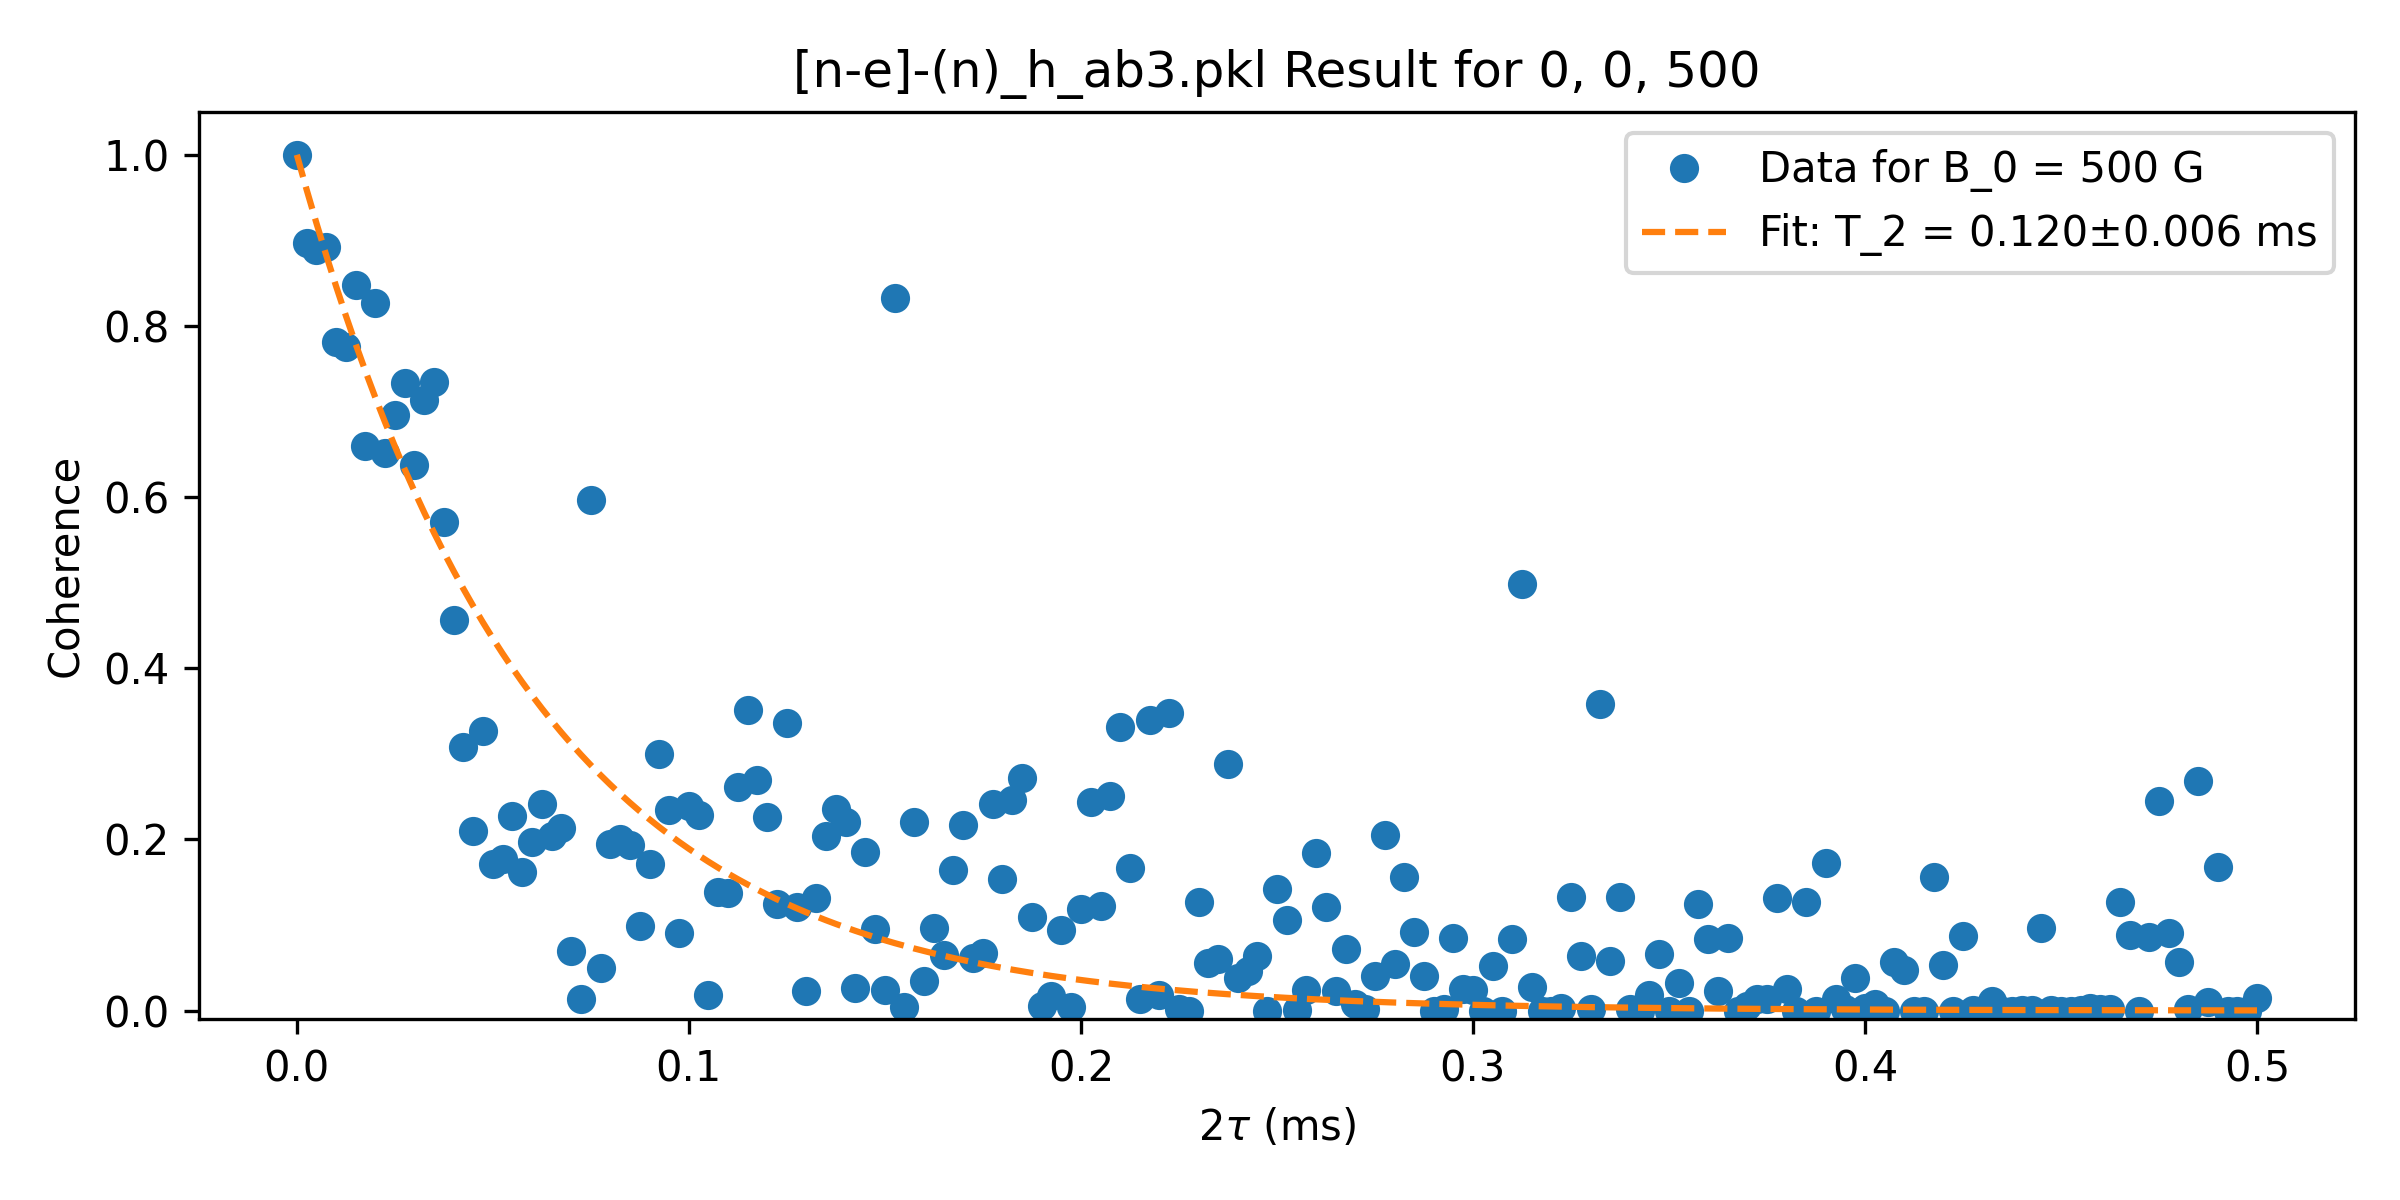 [n-e]-(n)_h_ab3.pkl Result for 0, 0, 500
Data for B_0 = 500 G
Fit: T_2 = 0.120±0.006 ms
1.0
0.8
0.6
0.4
0.2
0.0
Coherence
0.0 0.1 0.2 0.3 0.4 0.5
2τ (ms)